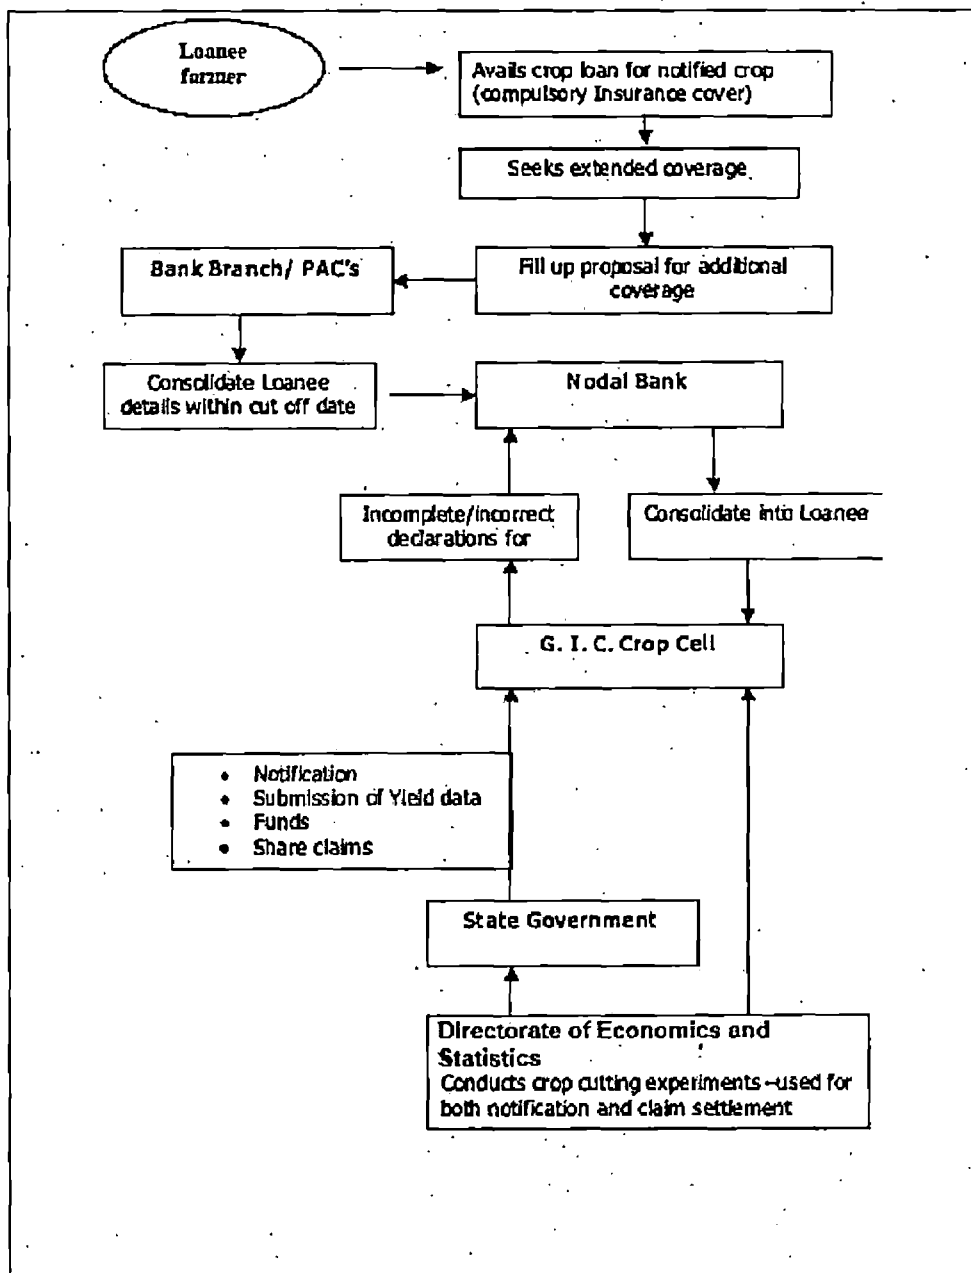 Loanee
farmer
Avails crop loan for notified crop
(compulsory Insurance cover)
Seeks extended coverage
Fill up proposal for additional
coverage
Bank Branch/ PAC's
Consolidate Loanee
details within cut off date
Nodal Bank
Incomplete/incorrect
declarations for
Consolidate into Loanee
G. I. C. Crop Cell
• Notification
• Submission of Yield data
• Funds
• Share claims
State Government
Directorate of Economics and
Statistics
Conducts crop cutting experiments -used for
both notification and claim settlement